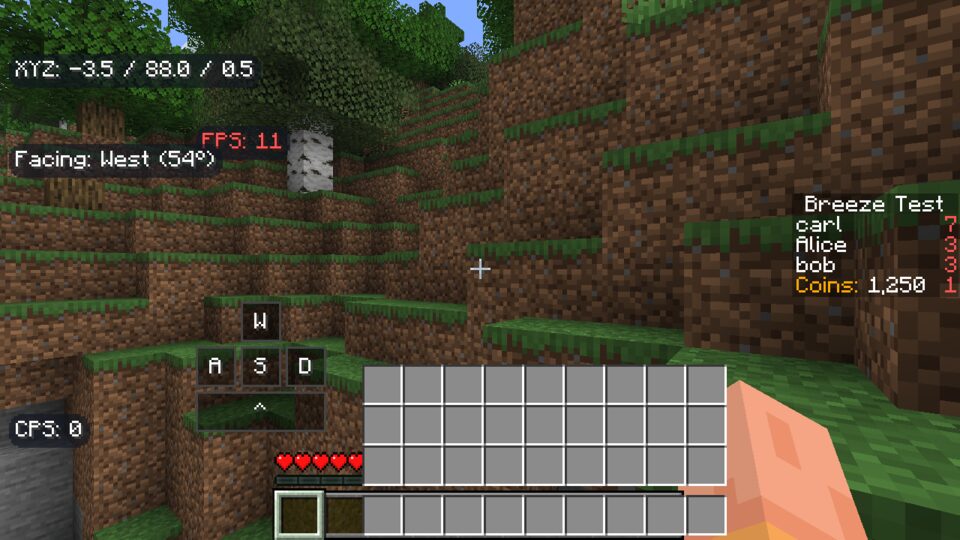 XYZ: -3.5 / 88.0 / 0.5
FPS: 11
Facing: West (54°)
Breeze Test
carl 7
Alice 3
bob 3
Coins: 1,250 1
W
A S D
^
CPS: 0